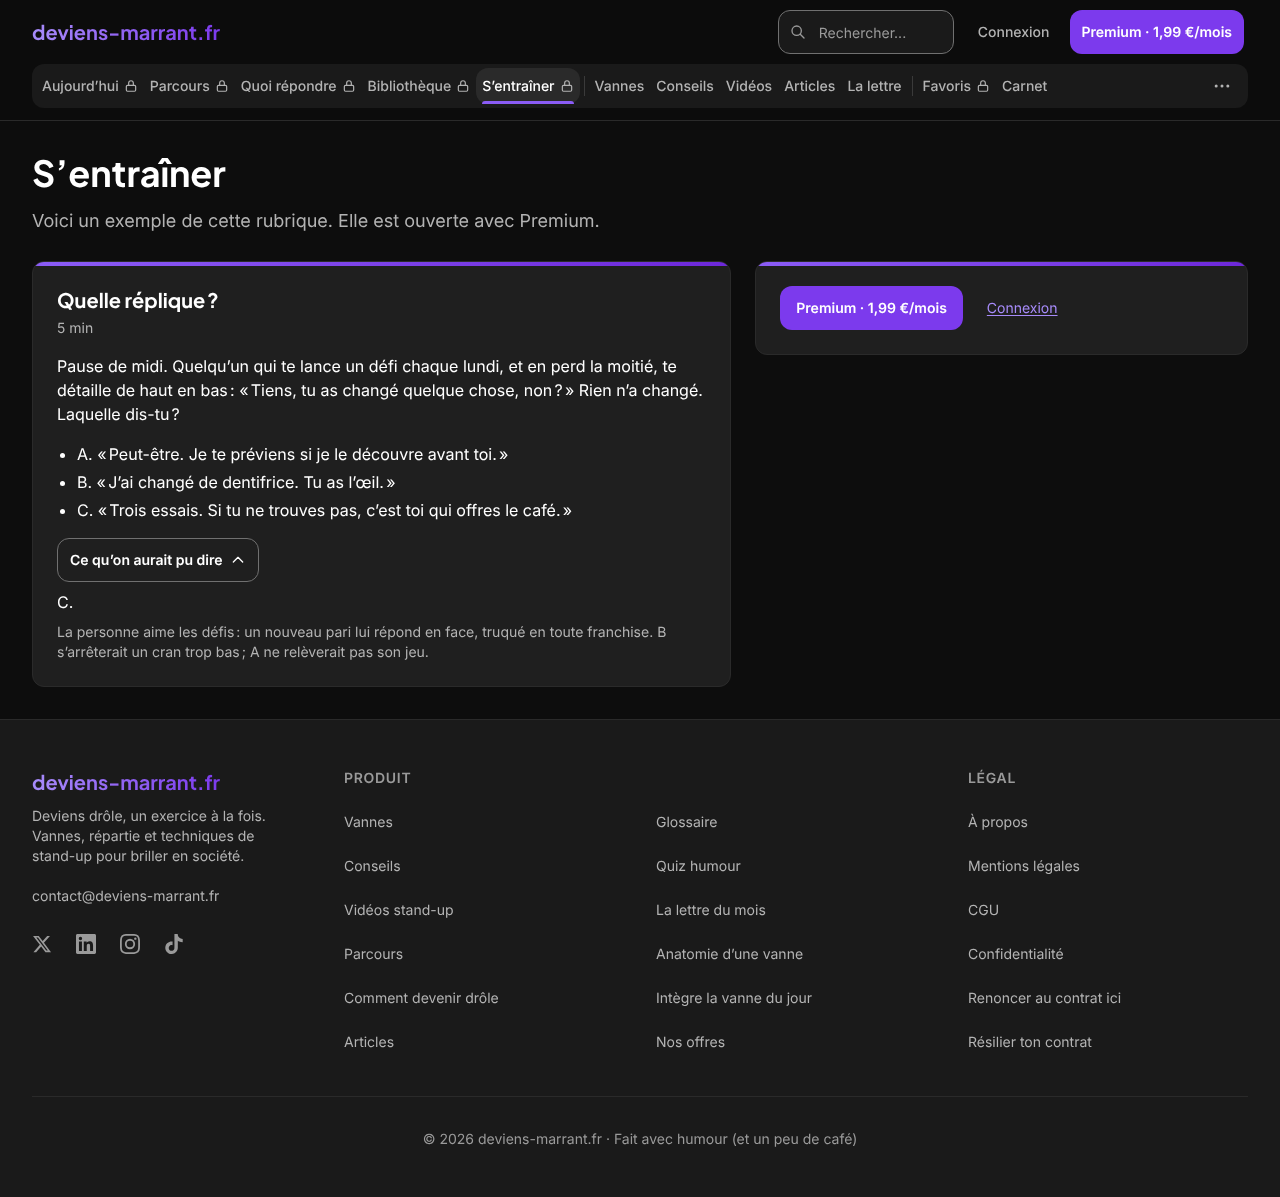 deviens-marrant.fr
Rechercher...
Connexion
Premium · 1,99 €/mois
Aujourd’hui
Parcours
Quoi répondre
Bibliothèque
S’entraîner
Vannes
Conseils
Vidéos
Articles
La lettre
Favoris
Carnet
S’entraîner
Voici un exemple de cette rubrique. Elle est ouverte avec Premium.
Quelle réplique ?
5 min
Pause de midi. Quelqu’un qui te lance un défi chaque lundi, et en perd la moitié, te
détaille de haut en bas : « Tiens, tu as changé quelque chose, non ? » Rien n’a changé.
Laquelle dis-tu ?
• A. « Peut-être. Je te préviens si je le découvre avant toi. »
• B. « J’ai changé de dentifrice. Tu as l’œil. »
• C. « Trois essais. Si tu ne trouves pas, c’est toi qui offres le café. »
Ce qu’on aurait pu dire
C.
La personne aime les défis : un nouveau pari lui répond en face, truqué en toute franchise. B
s’arrêterait un cran trop bas ; A ne relèverait pas son jeu.
Premium · 1,99 €/mois
Connexion
deviens-marrant.fr
Deviens drôle, un exercice à la fois.
Vannes, répartie et techniques de
stand-up pour briller en société.
contact@deviens-marrant.fr
PRODUIT
Vannes
Conseils
Vidéos stand-up
Parcours
Comment devenir drôle
Articles
Glossaire
Quiz humour
La lettre du mois
Anatomie d’une vanne
Intègre la vanne du jour
Nos offres
LÉGAL
À propos
Mentions légales
CGU
Confidentialité
Renoncer au contrat ici
Résilier ton contrat
© 2026 deviens-marrant.fr · Fait avec humour (et un peu de café)